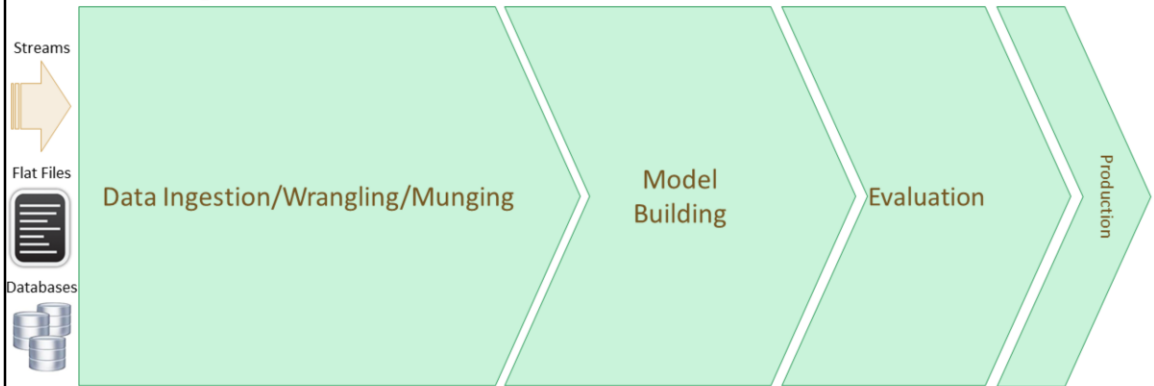 Streams
Flat Files
Databases
Data Ingestion/Wrangling/Munging
Model
Building
Evaluation
Production